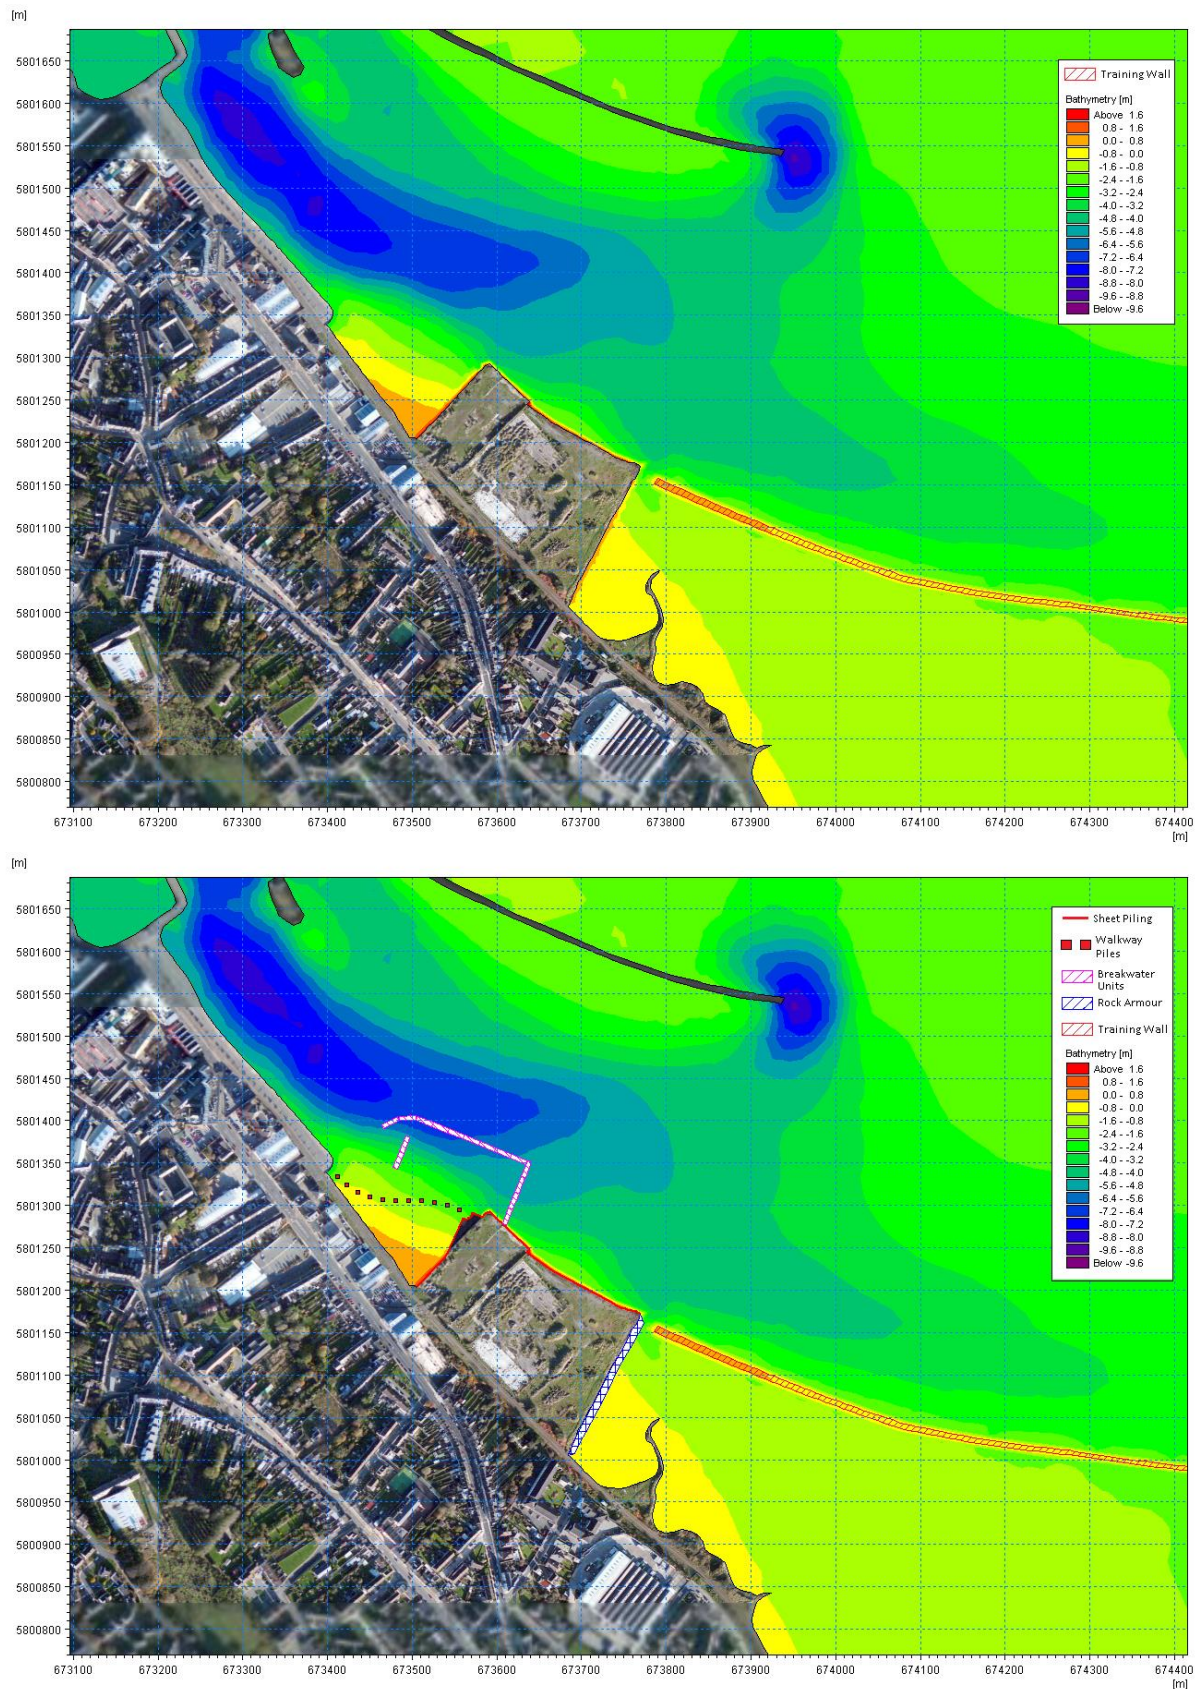 [m]
5801650
5801600
5801550
5801500
5801450
5801400
5801350
5801300
5801250
5801200
5801150
5801100
5801050
5801000
5800950
5800900
5800850
5800800
Training Wall
Bathymetry [m]
Above 1.6
0.8 - 1.6
0.0 - 0.8
-0.8 - 0.0
-1.6 - -0.8
-2.4 - -1.6
-3.2 - -2.4
-4.0 - -3.2
-4.8 - -4.0
-5.6 - -4.8
-6.4 - -5.6
-7.2 - -6.4
-8.0 - -7.2
-8.8 - -8.0
-9.6 - -8.8
Below -9.6
673100 673200 673300 673400 673500 673600 673700 673800 673900 674000 674100 674200 674300 674400
[m]
[m]
5801650
5801600
5801550
5801500
5801450
5801400
5801350
5801300
5801250
5801200
5801150
5801100
5801050
5801000
5800950
5800900
5800850
5800800
Sheet Piling
Walkway
Piles
Breakwater
Units
Rock Armour
Training Wall
Bathymetry [m]
Above 1.6
0.8 - 1.6
0.0 - 0.8
-0.8 - 0.0
-1.6 - -0.8
-2.4 - -1.6
-3.2 - -2.4
-4.0 - -3.2
-4.8 - -4.0
-5.6 - -4.8
-6.4 - -5.6
-7.2 - -6.4
-8.0 - -7.2
-8.8 - -8.0
-9.6 - -8.8
Below -9.6
673100 673200 673300 673400 673500 673600 673700 673800 673900 674000 674100 674200 674300 674400
[m]